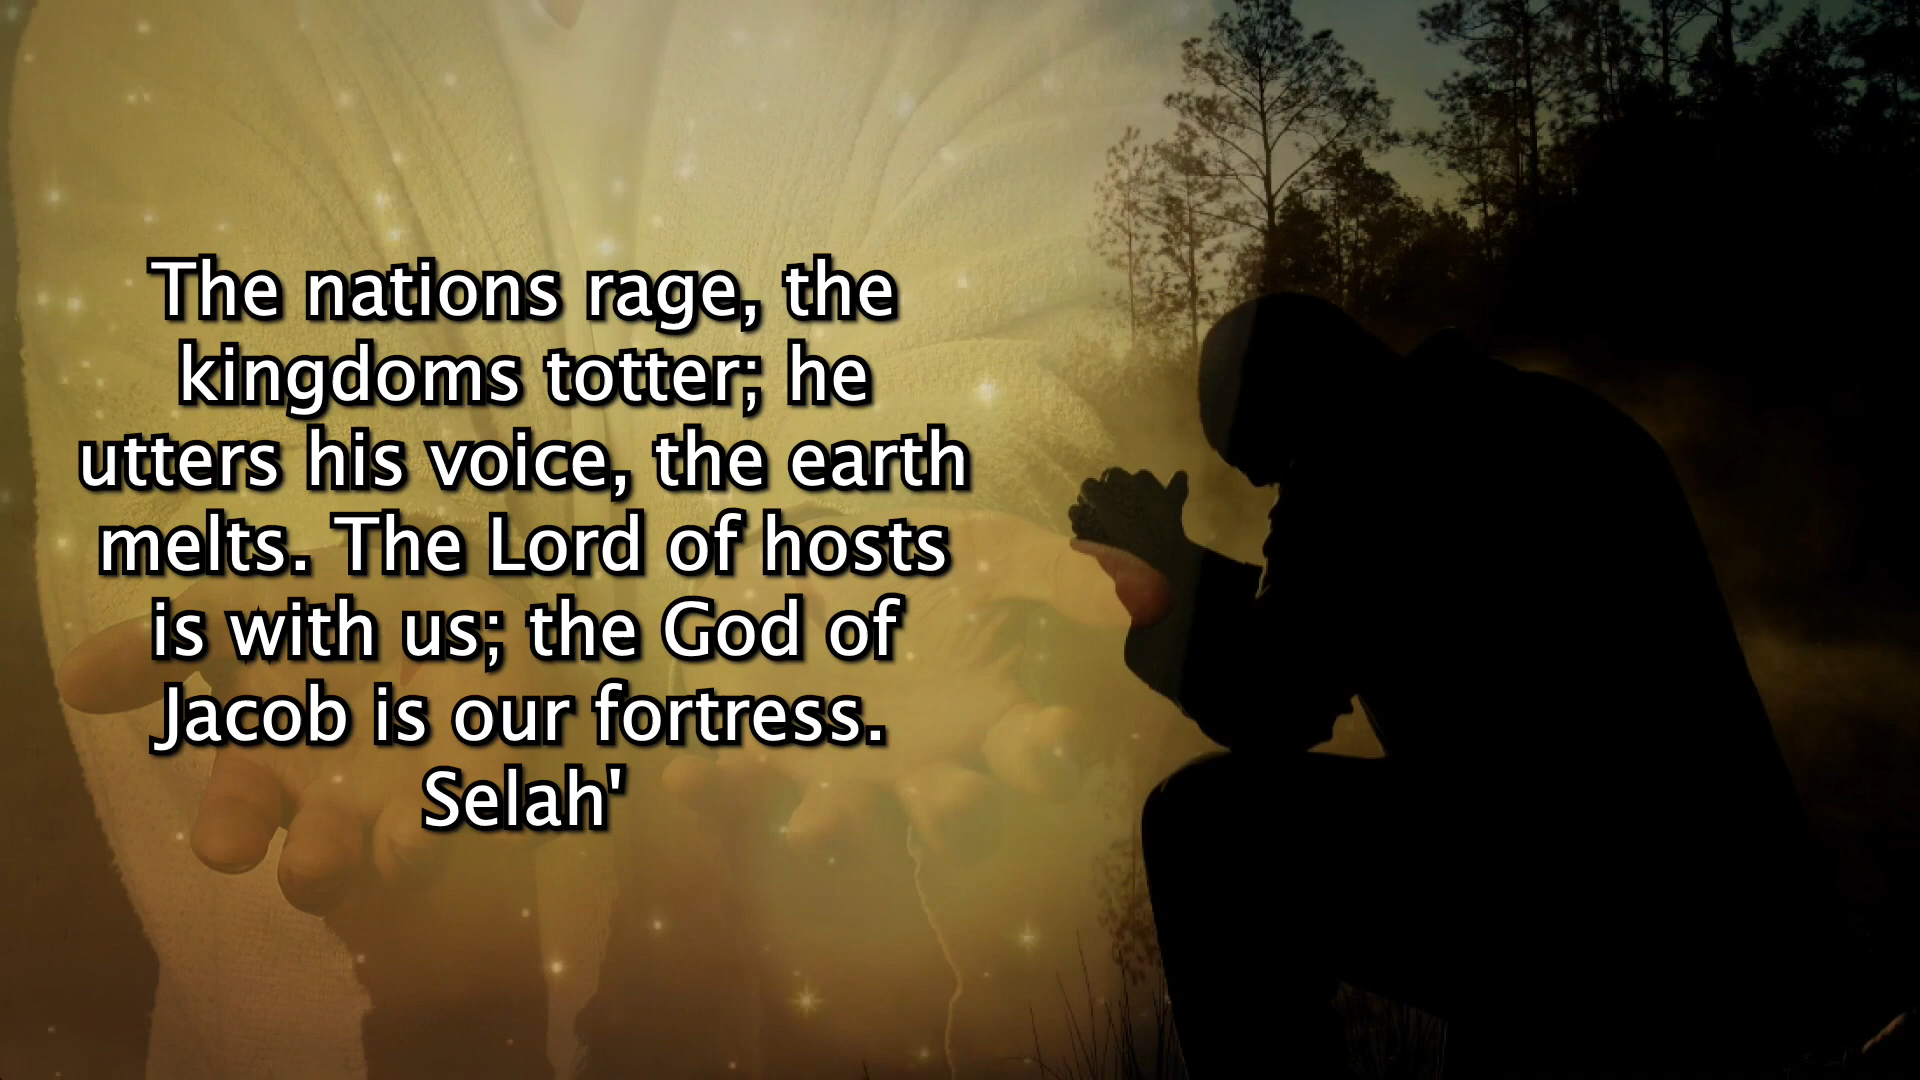 The nations rage, the
kingdoms totter; he
utters his voice, the earth
melts. The Lord of hosts
is with us; the God of
Jacob is our fortress.
Selah'